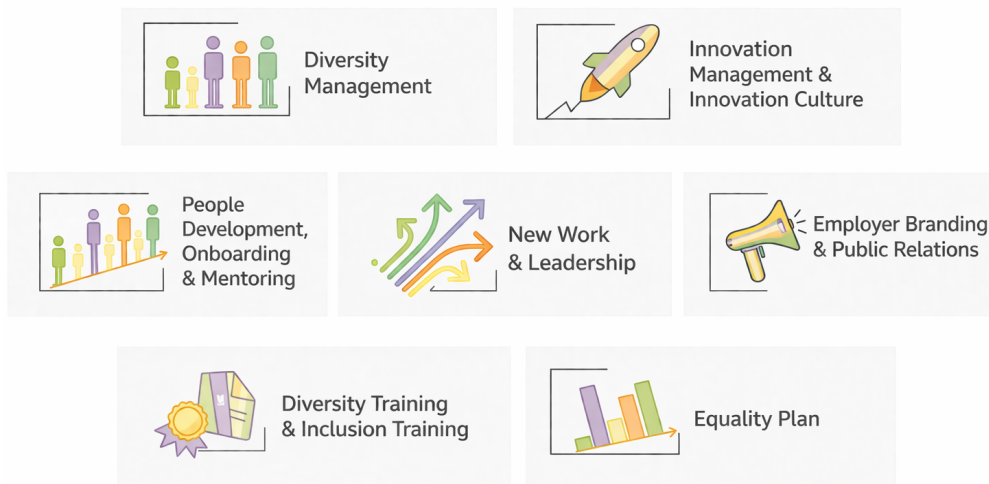 Diversity
Management
Innovation
Management &
Innovation Culture
People
Development,
Onboarding
& Mentoring
New Work
& Leadership
Employer Branding
& Public Relations
Diversity Training
& Inclusion Training
Equality Plan